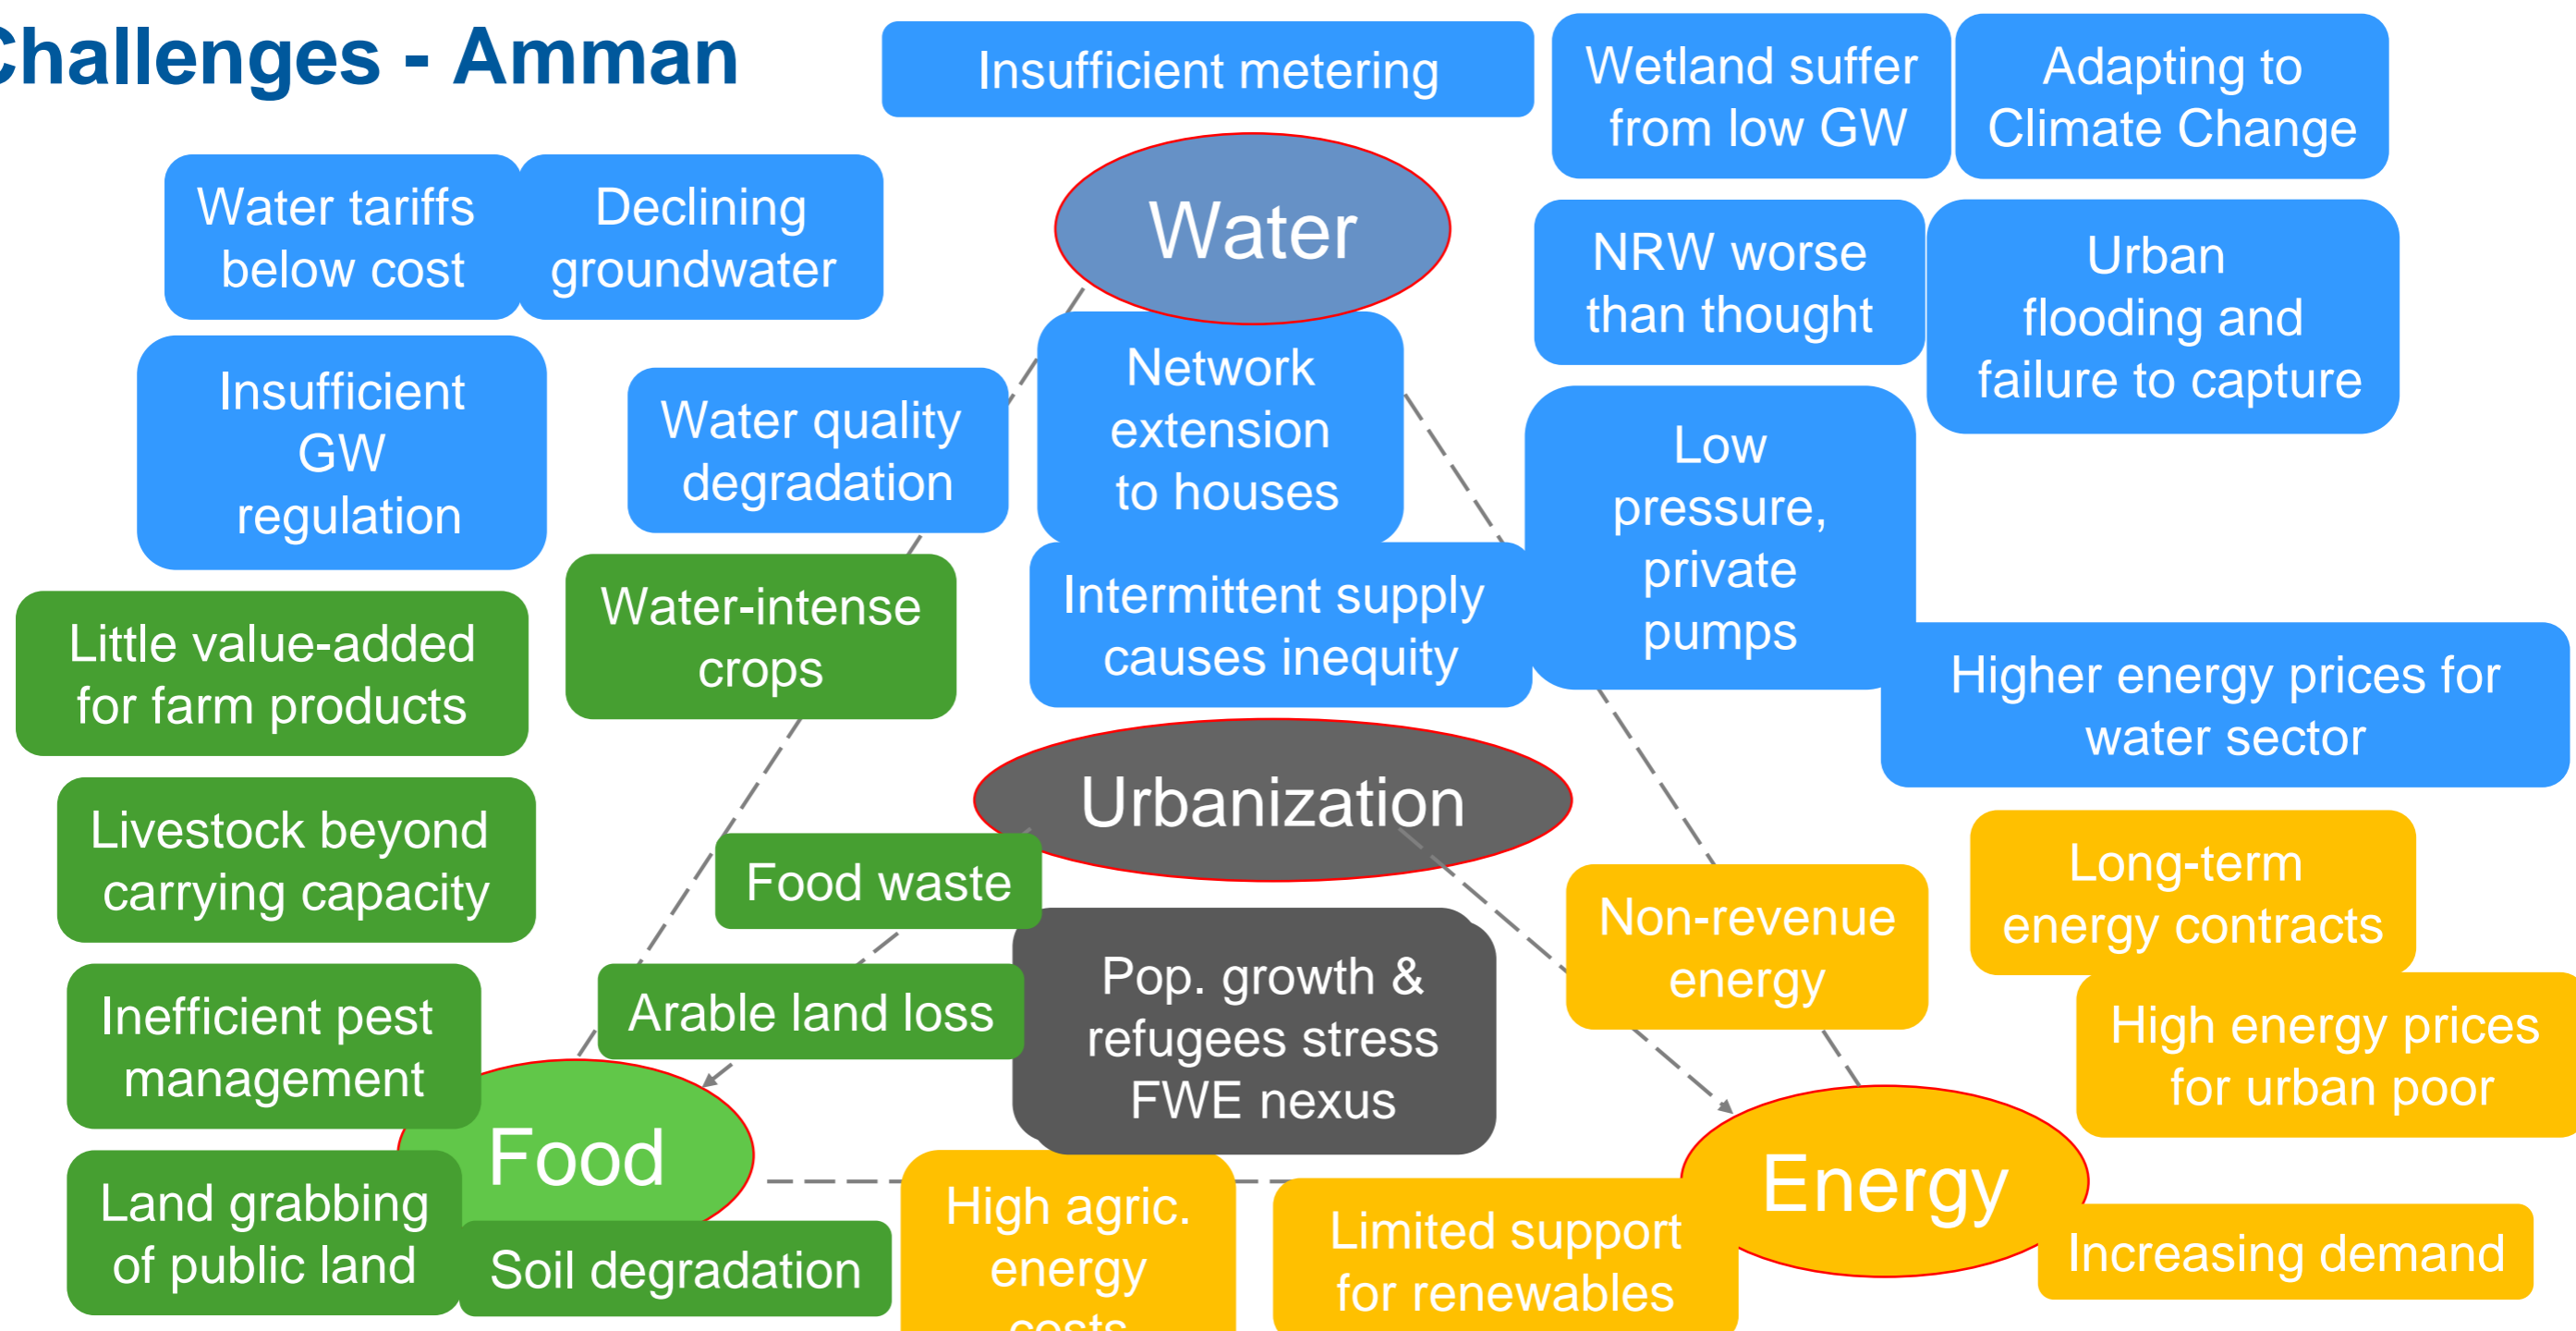 Challenges - Amman
Insufficient metering
Wetland suffer
from low GW
Adapting to
Climate Change
Water tariffs
below cost
Declining
groundwater
Water
NRW worse
than thought
Urban
flooding and
failure to capture
Insufficient
GW
regulation
Water quality
degradation
Network
extension
to houses
Low
pressure,
private
pumps
Water-intense
crops
Intermittent supply
causes inequity
Little value-added
for farm products
Higher energy prices for
water sector
Urbanization
Livestock beyond
carrying capacity
Food waste
Non-revenue
energy
Long-term
energy contracts
Inefficient pest
management
Arable land loss
Pop. growth &
refugees stress
FWE nexus
High energy prices
for urban poor
Food
Energy
Land grabbing
of public land
Soil degradation
High agric.
energy
costs
Limited support
for renewables
Increasing demand